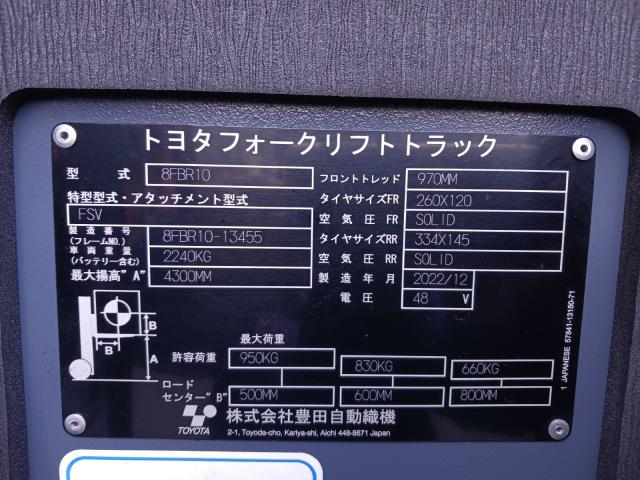 トヨタフォークリフトトラック
型 式 8FBR10
特型型式・アタッチメント型式
FSV
製造番号
(フレームNO.) 8FBR10-13455
車両重量
(バッテリー含む) 2240KG
最大揚高"A" 4300MM
フロントトレッド 970MM
タイヤサイズFR 260X120
空気圧FR SOLID
タイヤサイズRR 334X145
空気圧RR SOLID
製造年月 2022/12
電圧 48 V
B
B
A
最大荷重
許容荷重 950KG 830KG 660KG
ロード
センター"B" 500MM 600MM 800MM
TOYOTA
株式会社豊田自動織機
2-1, Toyoda-cho, Kariya-shi, Aichi 448-8671 Japan
1 JAPANESE 57841-13150-71